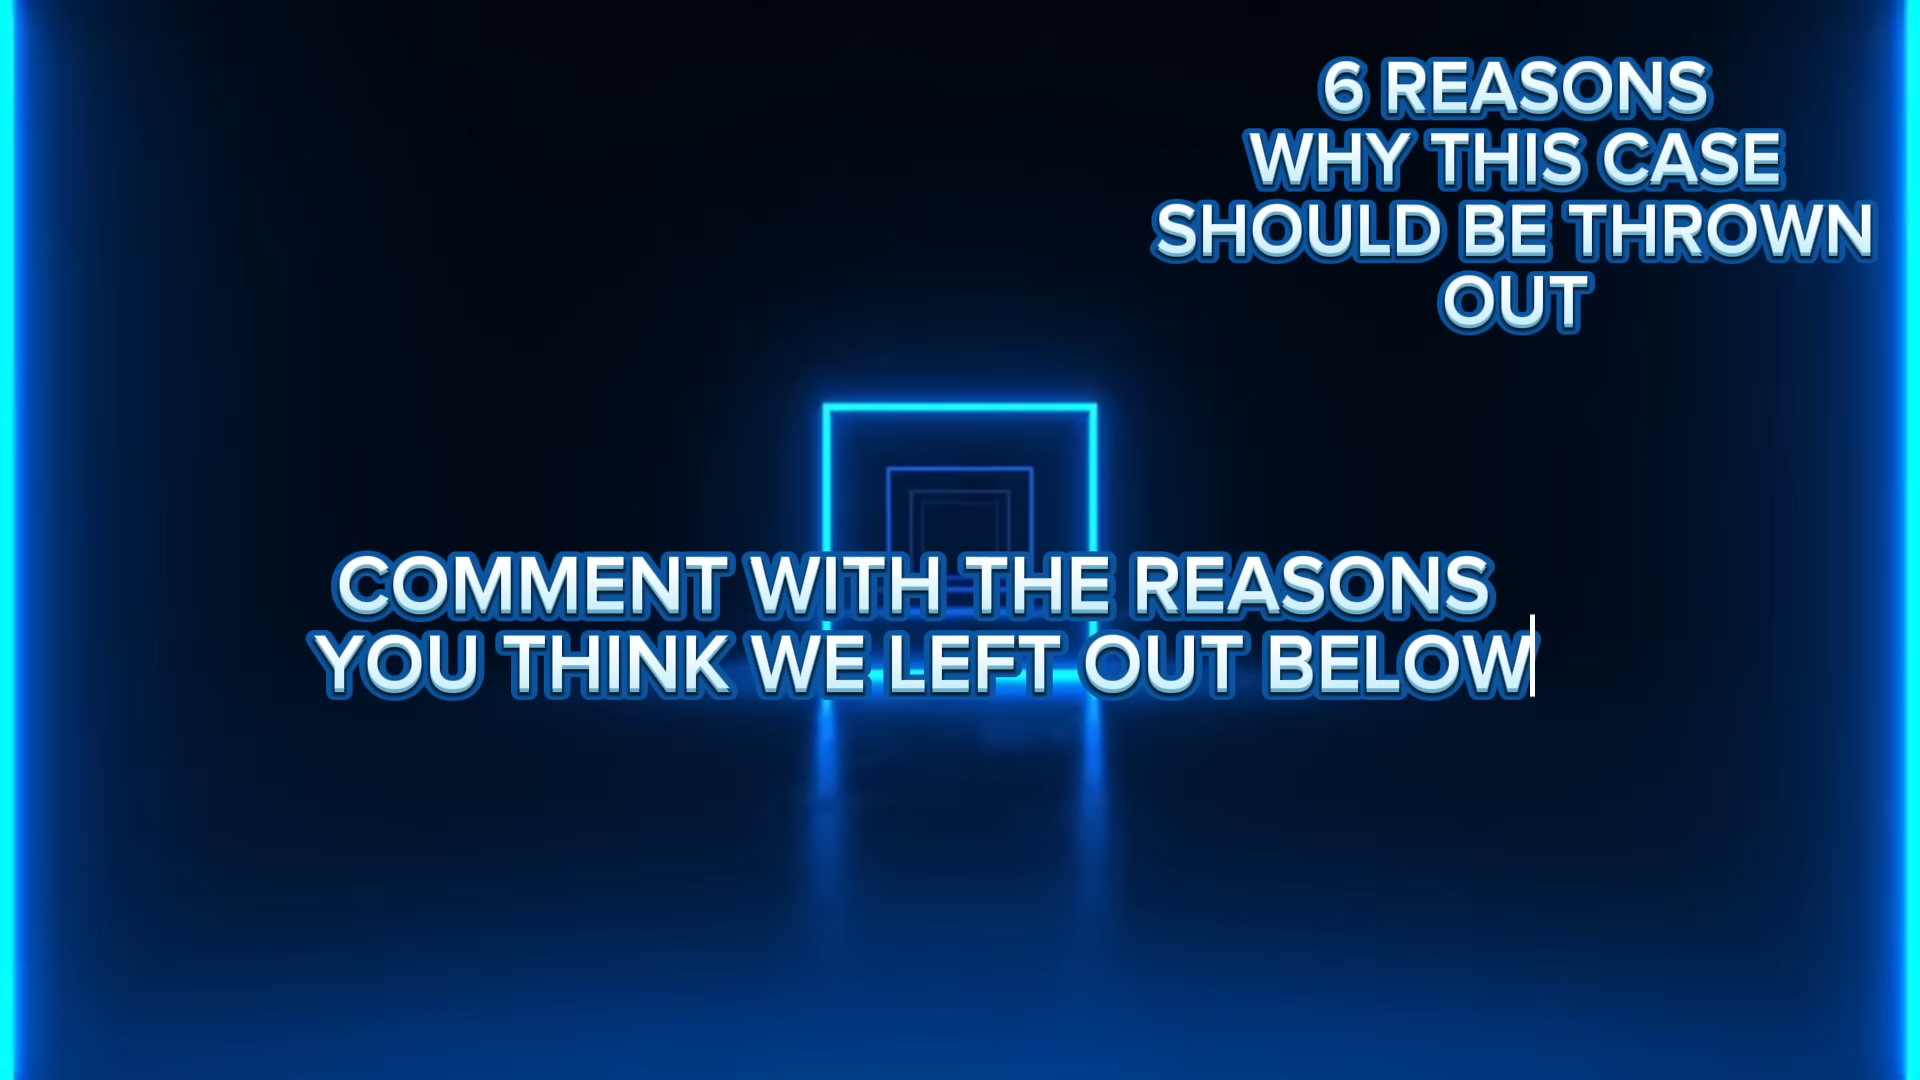 6 REASONS
WHY THIS CASE
SHOULD BE THROWN
OUT
COMMENT WITH THE REASONS
YOU THINK WE LEFT OUT BELOW